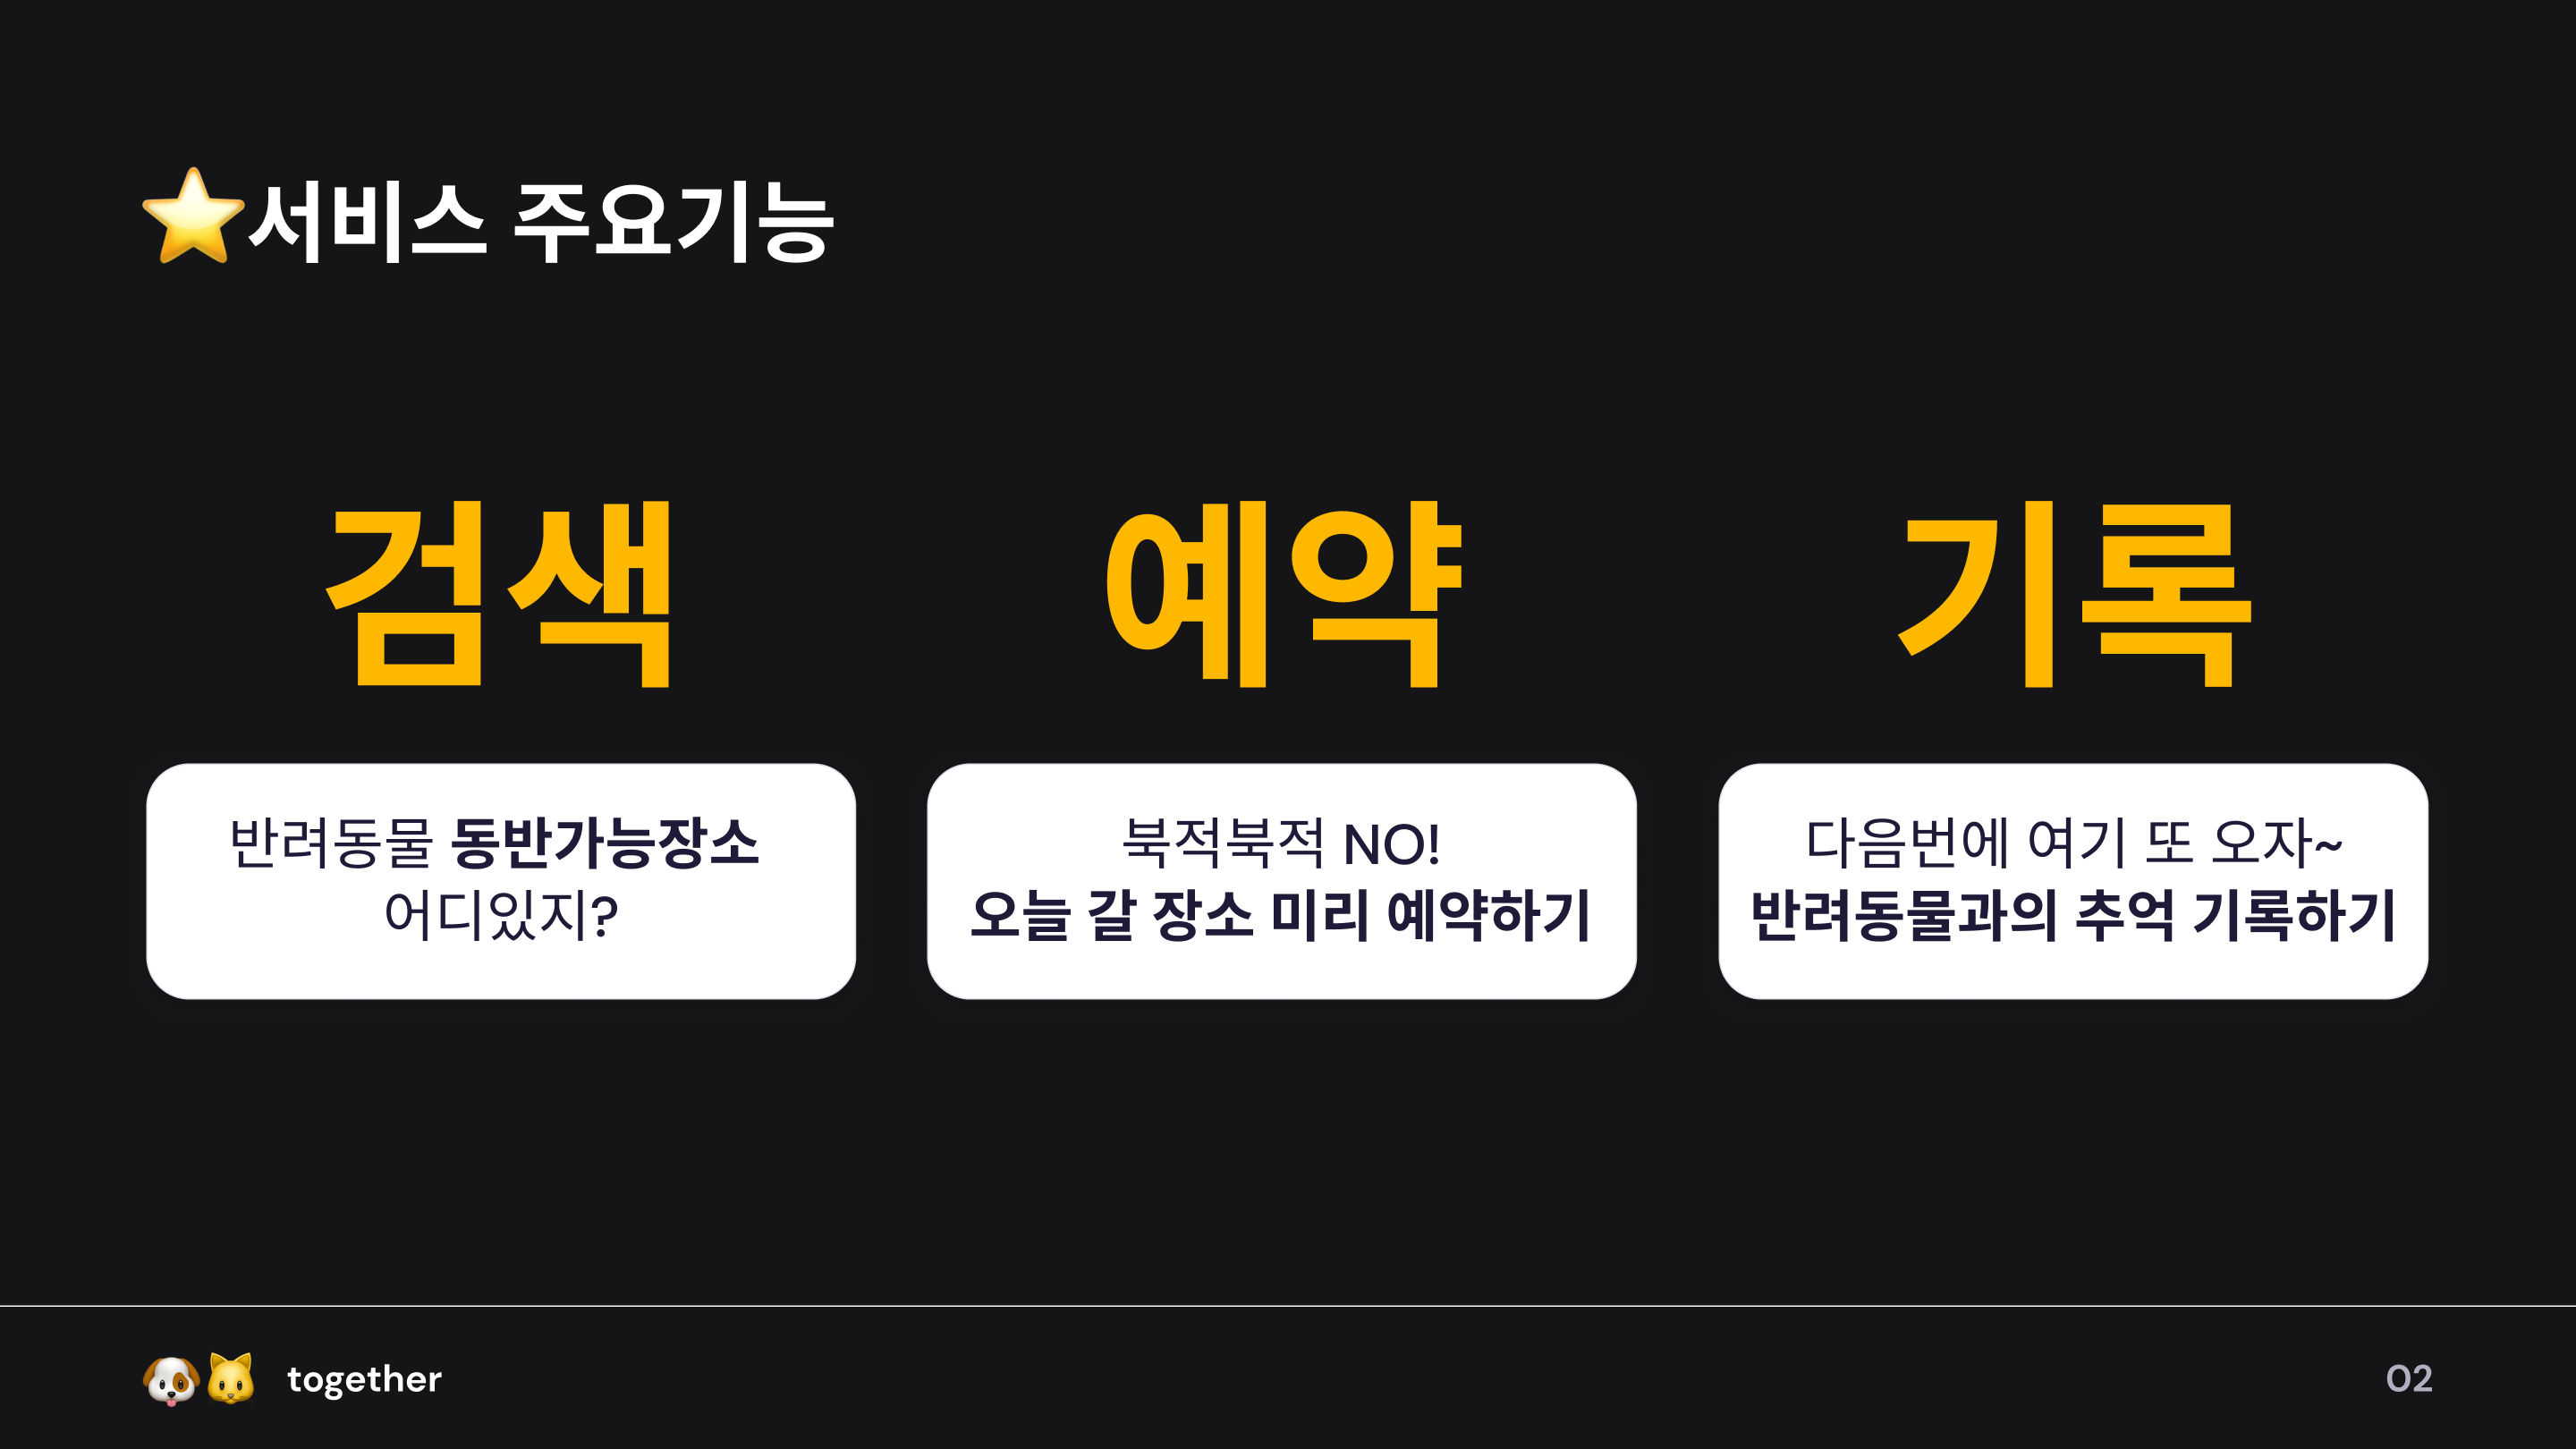 ⭐서비스 주요기능
검색
반려동물 동반가능장소
어디있지?
예약
북적북적 NO!
오늘 갈 장소 미리 예약하기
기록
다음번에 여기 또 오자~
반려동물과의 추억 기록하기
🐶🐱 together
02